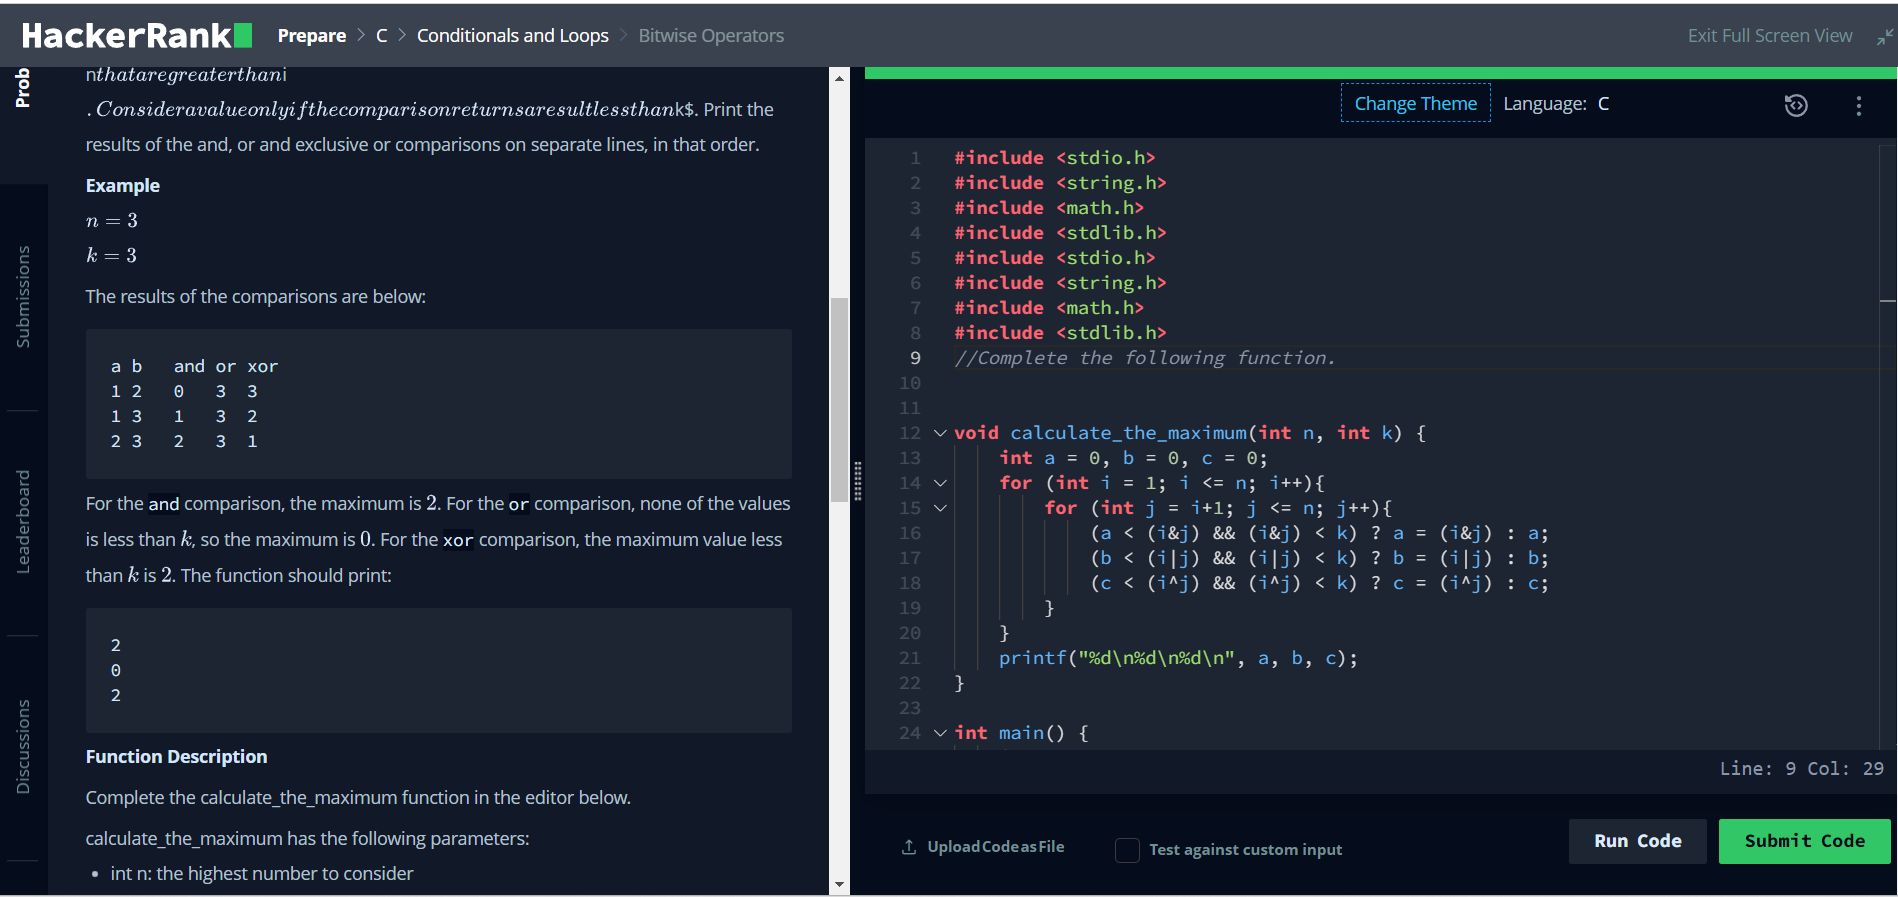 HackerRank
Prepare > C > Conditionals and Loops > Bitwise Operators
Exit Full Screen View
Prob
Submissions
Leaderboard
Discussions
nthataregreaterthani
.Consideravalueonlyifthecomparisonreturnsaresultlessthank$. Print the
results of the and, or and exclusive or comparisons on separate lines, in that order.
Example
n = 3
k = 3
The results of the comparisons are below:
a b   and or xor
1 2   0   3  3
1 3   1   3  2
2 3   2   3  1
For the and comparison, the maximum is 2. For the or comparison, none of the values
is less than k, so the maximum is 0. For the xor comparison, the maximum value less
than k is 2. The function should print:
2
0
2
Function Description
Complete the calculate_the_maximum function in the editor below.
calculate_the_maximum has the following parameters:
• int n: the highest number to consider
Change Theme Language: C
1 #include <stdio.h>
2 #include <string.h>
3 #include <math.h>
4 #include <stdlib.h>
5 #include <stdio.h>
6 #include <string.h>
7 #include <math.h>
8 #include <stdlib.h>
9 //Complete the following function.
10
11
12 void calculate_the_maximum(int n, int k) {
13     int a = 0, b = 0, c = 0;
14     for (int i = 1; i <= n; i++){
15         for (int j = i+1; j <= n; j++){
16             (a < (i&j) && (i&j) < k) ? a = (i&j) : a;
17             (b < (i|j) && (i|j) < k) ? b = (i|j) : b;
18             (c < (i^j) && (i^j) < k) ? c = (i^j) : c;
19         }
20     }
21     printf("%d\n%d\n%d\n", a, b, c);
22 }
23
24 int main() {
Line: 9 Col: 29
Upload Code as File
Test against custom input
Run Code
Submit Code